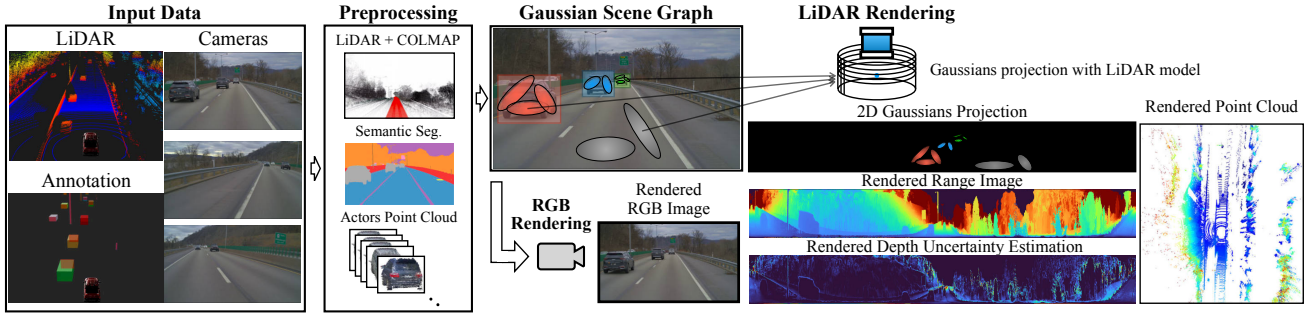 Input Data
LiDAR
Cameras
Annotation
Preprocessing
LiDAR + COLMAP
Semantic Seg.
Actors Point Cloud
Gaussian Scene Graph
RGB
Rendering
Rendered
RGB Image
LiDAR Rendering
Gaussians projection with LiDAR model
2D Gaussians Projection
Rendered Range Image
Rendered Depth Uncertainty Estimation
Rendered Point Cloud